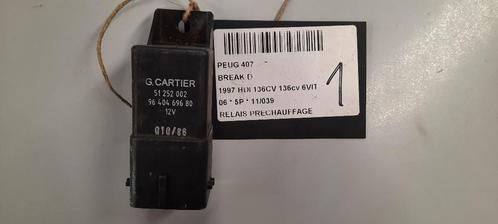 G.CARTIER
51 252 002
96 404 696 80
12V
010/86
PEUG 407
BREAK D
1997 HDI 136CV 136cv 6VIT
06 * 5P * 11/039
RELAIS PRECHAUFFAGE
1